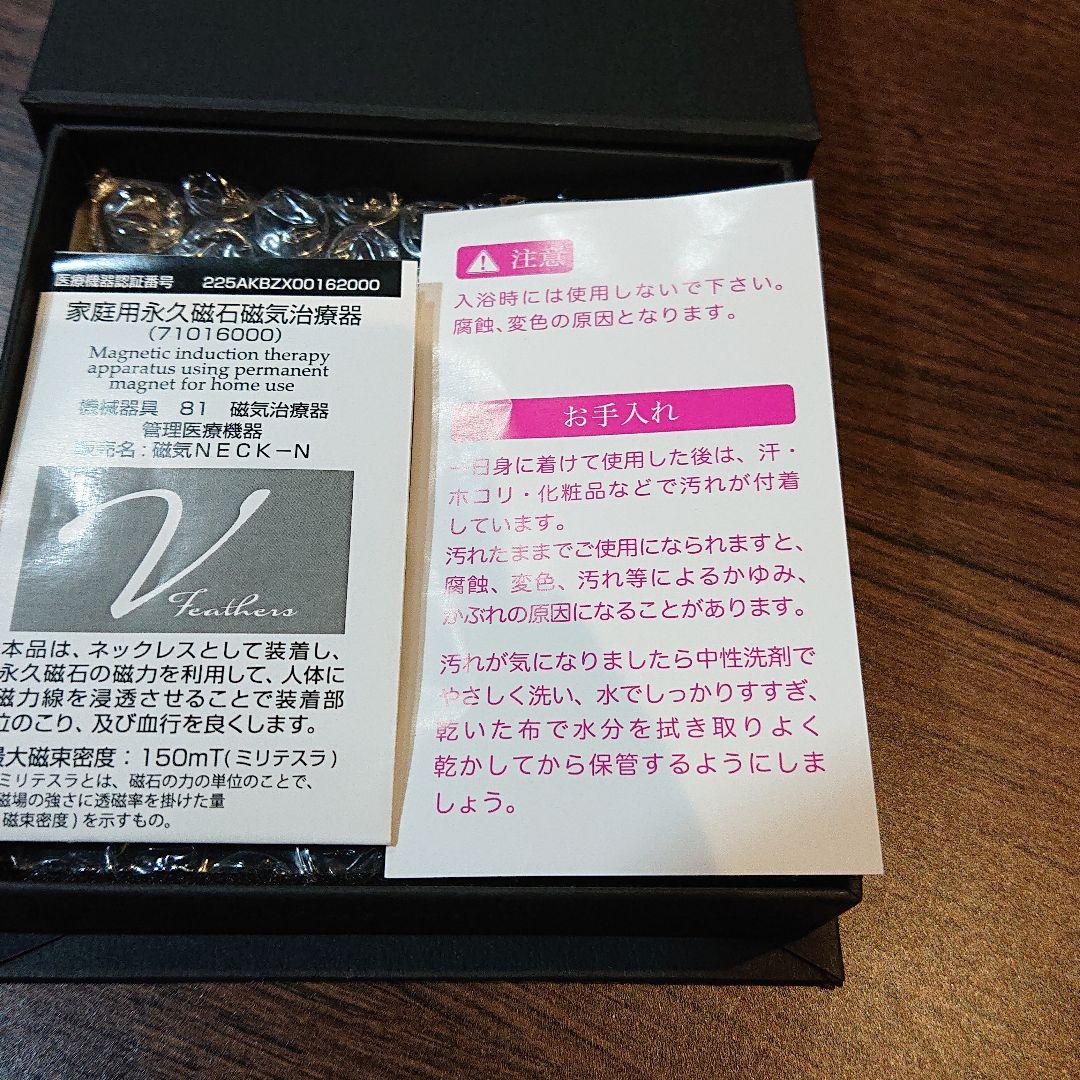 医療機器認証番号 225AKBZX00162000
家庭用永久磁石磁気治療器
(71016000)
Magnetic induction therapy
apparatus using permanent
magnet for home use
機械器具 81 磁気治療器
管理医療機器
販売名:磁気NECK-N
V
Feathers
本品は、ネックレスとして装着し、
永久磁石の磁力を利用して、人体に
磁力線を浸透させることで装着部
位のこり、及び血行を良くします。
最大磁束密度:150mT(ミリテスラ)
ミリテスラとは、磁石の力の単位のことで、
磁場の強さに透磁率を掛けた量
磁束密度)を示すもの。
注意
入浴時には使用しないで下さい。
腐蝕、変色の原因となります。
お手入れ
一日身に着けて使用した後は、汗・
ホコリ・化粧品などで汚れが付着
しています。
汚れたままでご使用になられますと、
腐蝕、変色、汚れ等によるかゆみ、
かぶれの原因になることがあります。
汚れが気になりましたら中性洗剤で
やさしく洗い、水でしっかりすすぎ、
乾いた布で水分を拭き取りよく
乾かしてから保管するようにしま
しょう。